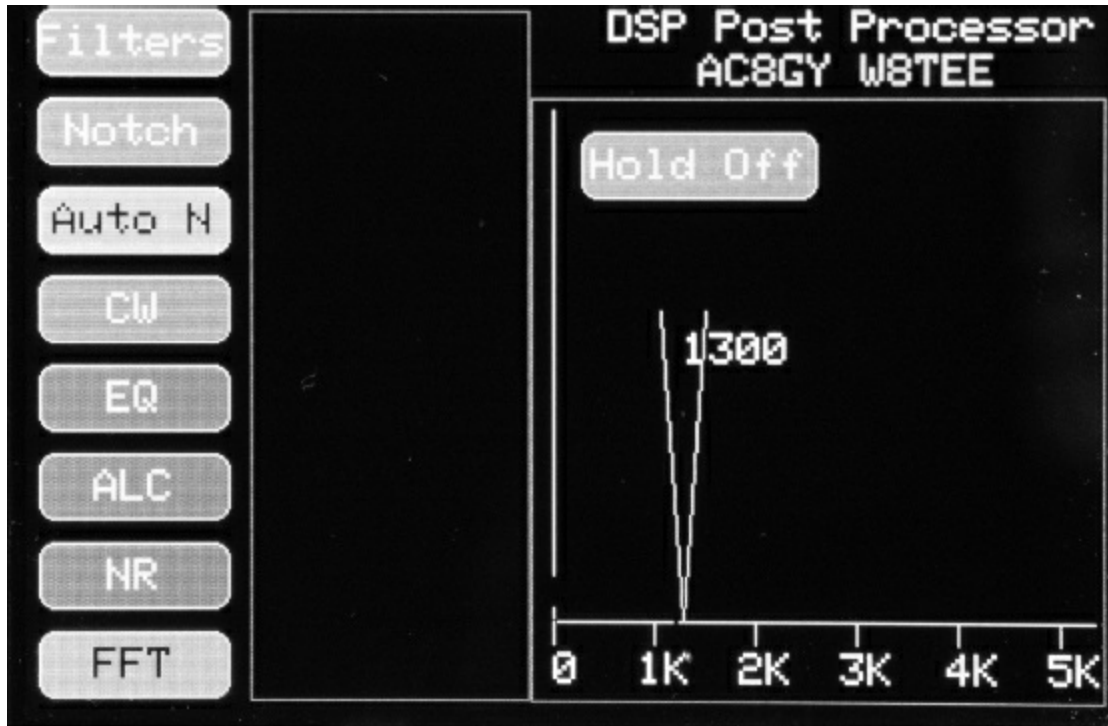 Filters
Notch
Auto N
CW
EQ
ALC
NR
FFT
DSP Post Processor
AC8GY W8TEE
Hold Off
1300
0 1K 2K 3K 4K 5K